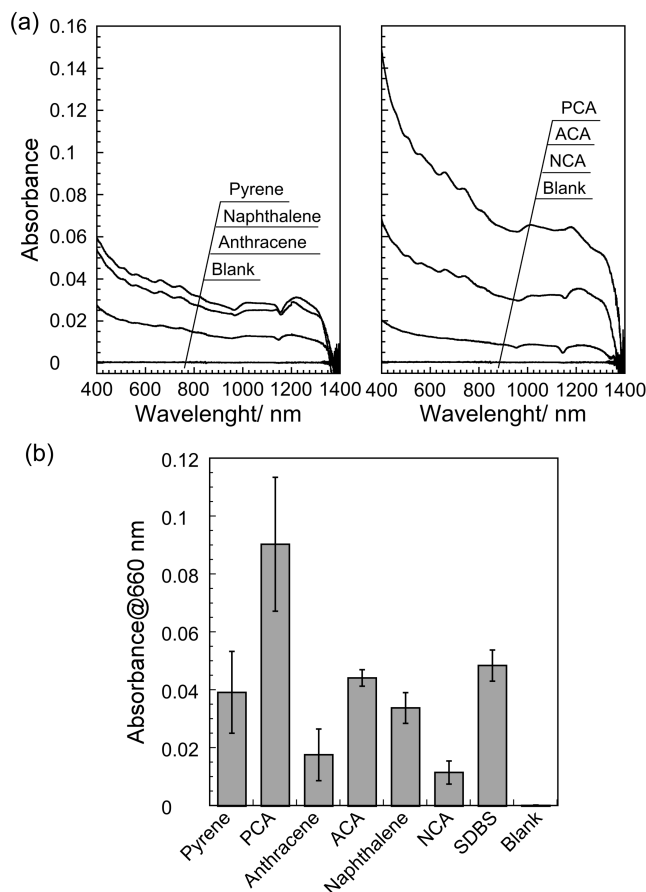 (a)
0.16
0.14
0.12
0.1
0.08
0.06
0.04
0.02
0
Absorbance
Pyrene
Naphthalene
Anthracene
Blank
400 600 800 1000 1200 1400
Wavelenght/ nm
PCA
ACA
NCA
Blank
400 600 800 1000 1200 1400
Wavelenght/ nm
(b)
0.12
0.1
0.08
0.06
0.04
0.02
0
Absorbance@660 nm
Pyrene
PCA
Anthracene
ACA
Naphthalene
NCA
SDBS
Blank